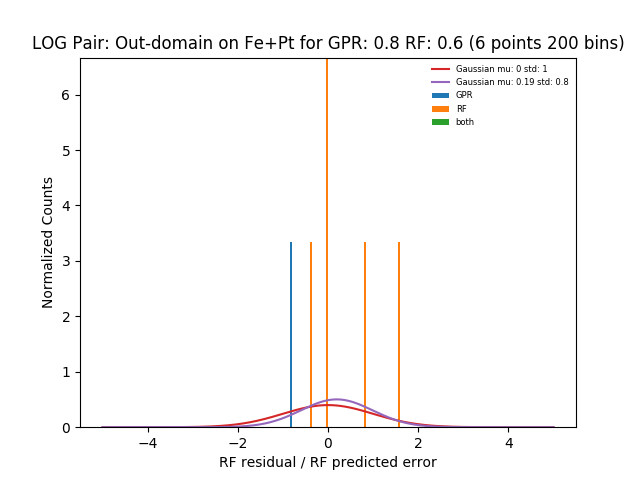 LOG Pair: Out-domain on Fe+Pt for GPR: 0.8 RF: 0.6 (6 points 200 bins)
Gaussian mu: 0 std: 1
Gaussian mu: 0.19 std: 0.8
GPR
RF
both
Normalized Counts
6
5
4
3
2
1
0
−4 −2 0 2 4
RF residual / RF predicted error